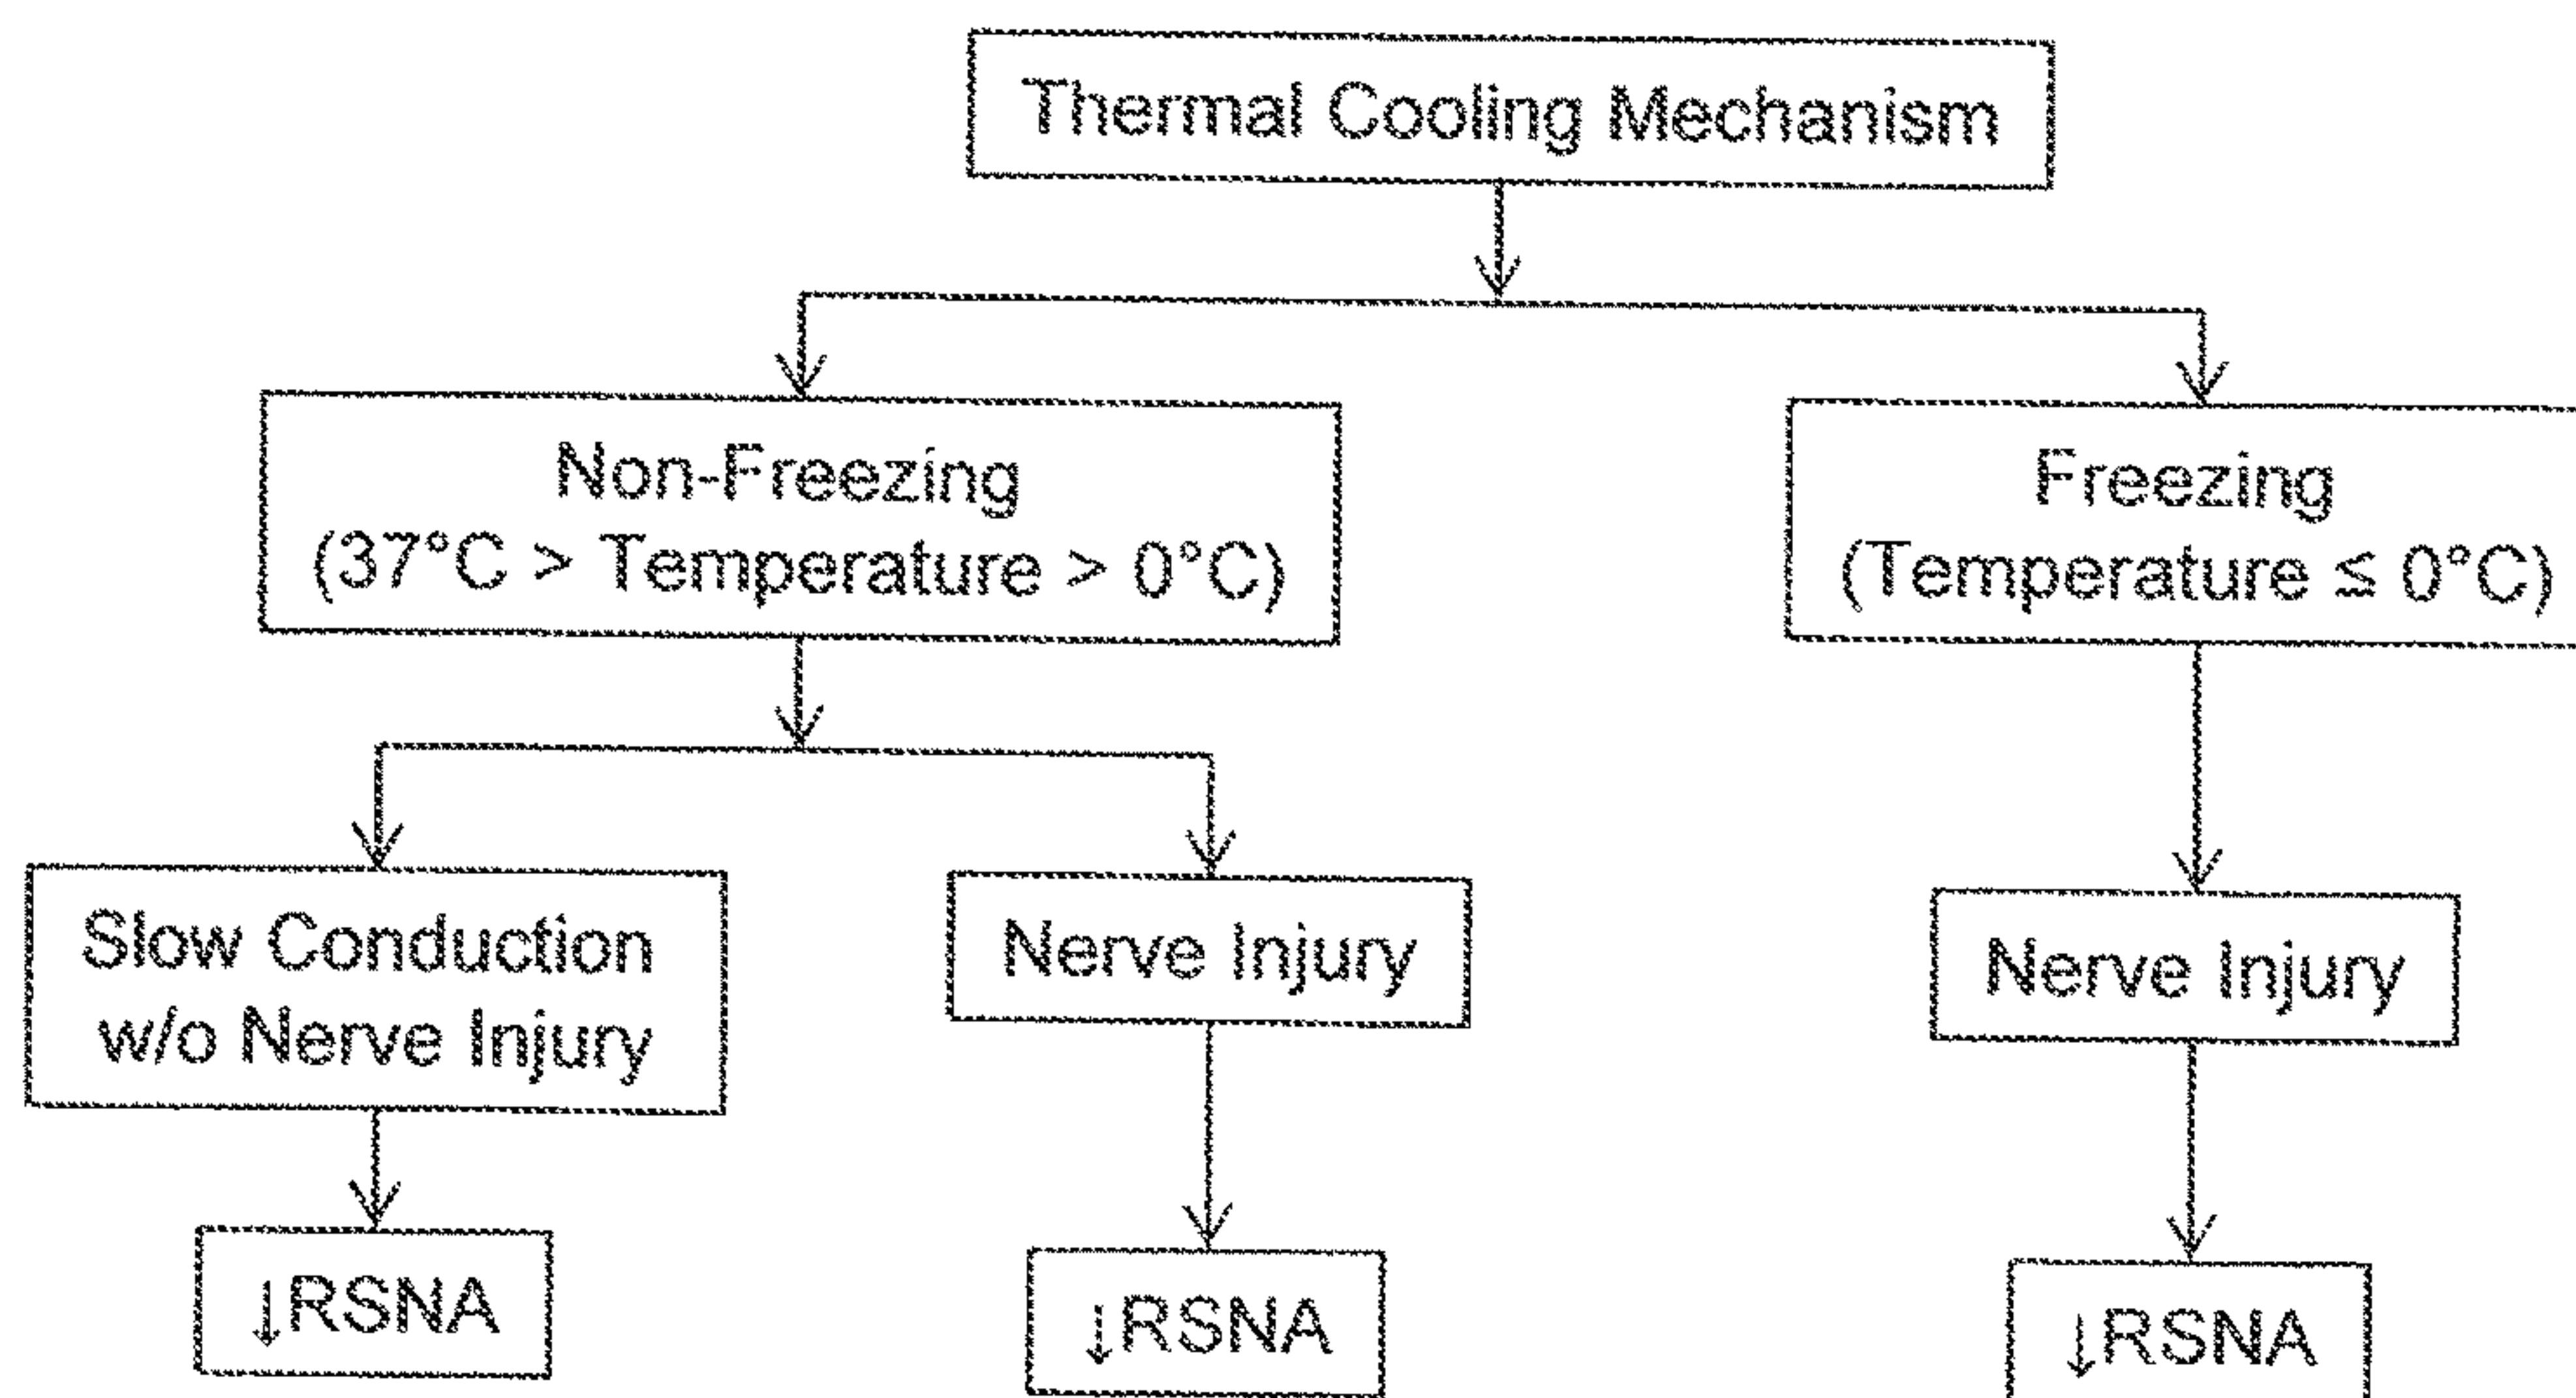 Thermal Cooling Mechanism
Non-Freezing
(37°C > Temperature > 0°C)
Freezing
(Temperature ≤ 0°C)
Slow Conduction
w/o Nerve Injury
Nerve Injury
Nerve Injury
↓RSNA
↓RSNA
↓RSNA